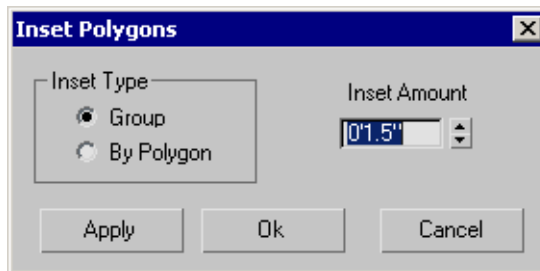 Inset Polygons
Inset Type
Group
By Polygon
Inset Amount
0'1.5"
Apply
Ok
Cancel